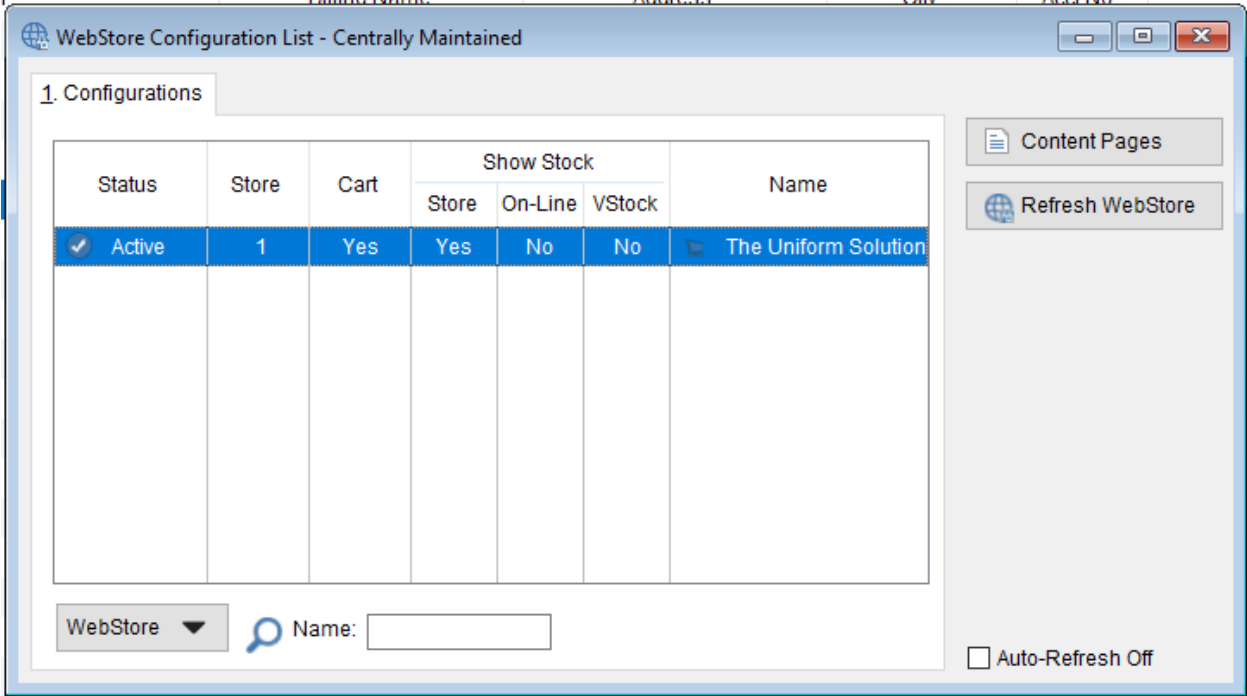 WebStore Configuration List - Centrally Maintained
1. Configurations
Content Pages
Refresh WebStore
Status Store Cart Show Stock Name
Store On-Line VStock
Active 1 Yes Yes No No The Uniform Solution
WebStore Name:
Auto-Refresh Off